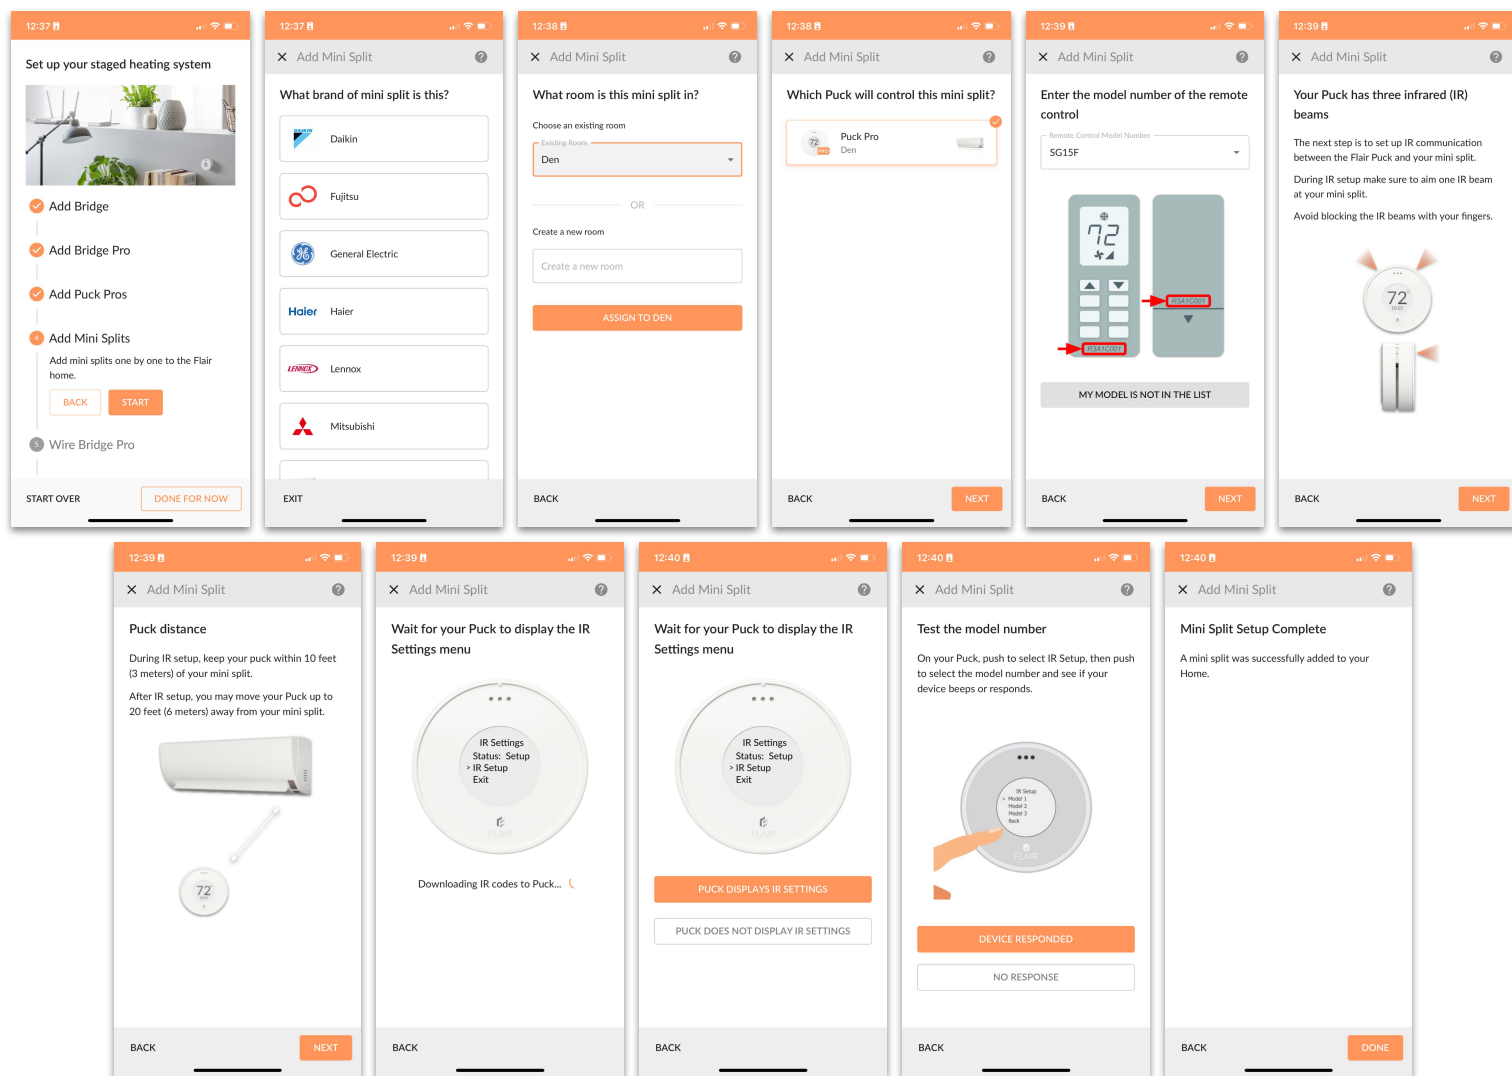 12:37
Set up your staged heating system
Add Bridge
Add Bridge Pro
Add Puck Pros
4 Add Mini Splits
Add mini splits one by one to the Flair
home.
BACK START
5 Wire Bridge Pro
START OVER DONE FOR NOW
12:37
× Add Mini Split ?
What brand of mini split is this?
DAIKIN Daikin
Fujitsu
General Electric
Haier Haier
LENNOX Lennox
Mitsubishi
EXIT
12:38
× Add Mini Split ?
What room is this mini split in?
Choose an existing room
Existing Room
Den
OR
Create a new room
Create a new room
ASSIGN TO DEN
BACK
12:38
× Add Mini Split ?
Which Puck will control this mini split?
72 PRO
Puck Pro
Den
BACK NEXT
12:39
× Add Mini Split ?
Enter the model number of the remote
control
Remote Control Model Number
SG15F
72
R3A1C001
R3A1C001
MY MODEL IS NOT IN THE LIST
BACK NEXT
12:39
× Add Mini Split ?
Your Puck has three infrared (IR)
beams
The next step is to set up IR communication
between the Flair Puck and your mini split.
During IR setup make sure to aim one IR beam
at your mini split.
Avoid blocking the IR beams with your fingers.
72°
BACK NEXT
12:39
× Add Mini Split ?
Puck distance
During IR setup, keep your puck within 10 feet
(3 meters) of your mini split.
After IR setup, you may move your Puck up to
20 feet (6 meters) away from your mini split.
72°
BACK NEXT
12:39
× Add Mini Split ?
Wait for your Puck to display the IR
Settings menu
IR Settings
Status: Setup
> IR Setup
Exit
FLAIR
Downloading IR codes to Puck...
BACK
12:40
× Add Mini Split ?
Wait for your Puck to display the IR
Settings menu
IR Settings
Status: Setup
> IR Setup
Exit
FLAIR
PUCK DISPLAYS IR SETTINGS
PUCK DOES NOT DISPLAY IR SETTINGS
BACK
12:40
× Add Mini Split ?
Test the model number
On your Puck, push to select IR Setup, then push
to select the model number and see if your
device beeps or responds.
IR Setup
> Model 1
Model 2
Model 3
Back
FLAIR
DEVICE RESPONDED
NO RESPONSE
BACK
12:40
× Add Mini Split ?
Mini Split Setup Complete
A mini split was successfully added to your
Home.
BACK DONE